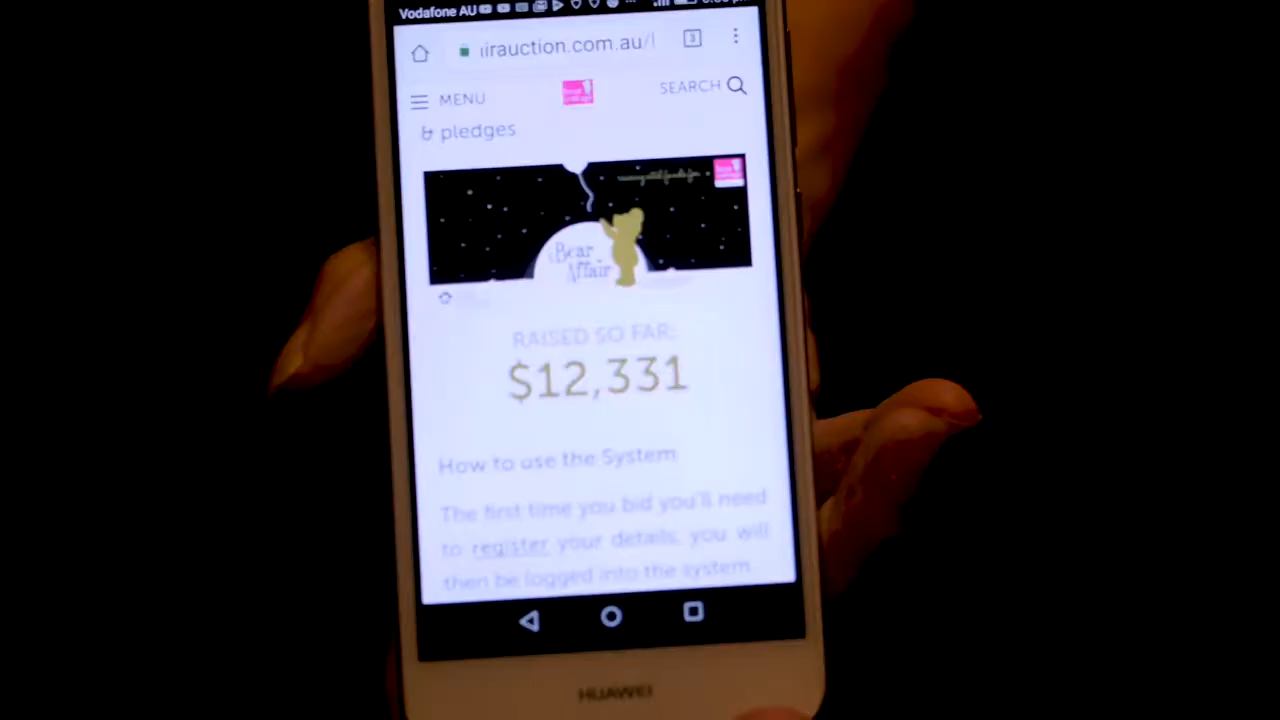 Vodafone AU
irauction.com.au/l
3
MENU
SEARCH
& pledges
Bear
Affair
RAISED SO FAR:
$12,331
How to use the System
The first time you bid you'll need
to register your details, you will
then be logged into the system.
HUAWEI